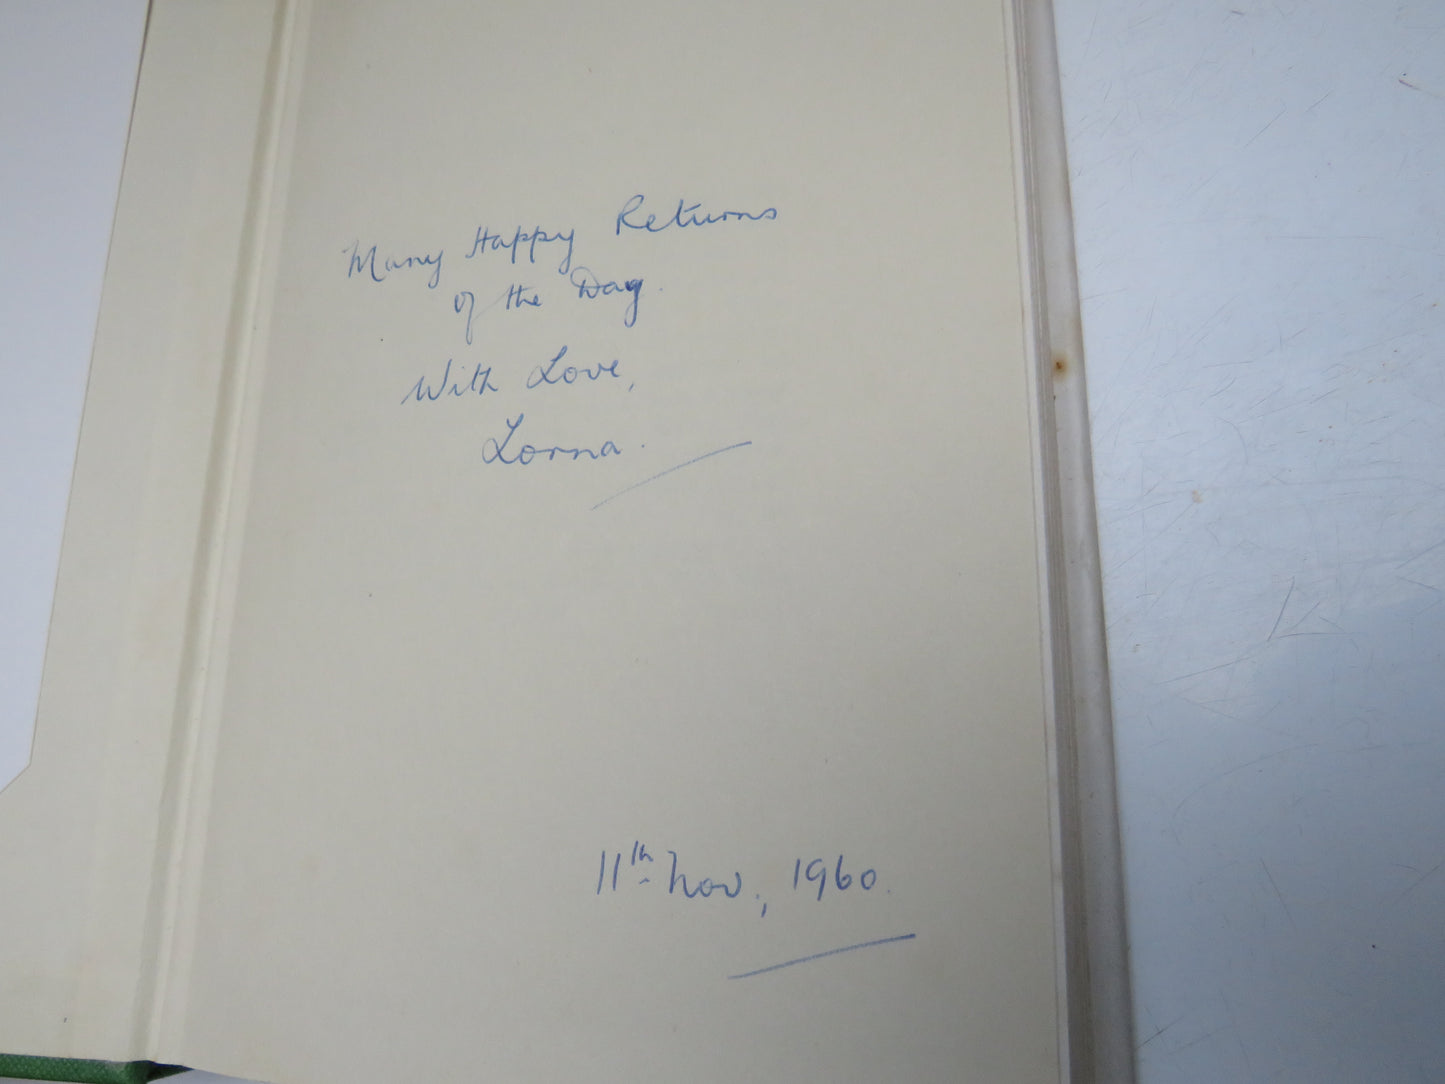 Many Happy Returns
of the Day.
With Love,
Lorna.
11th Nov., 1960.